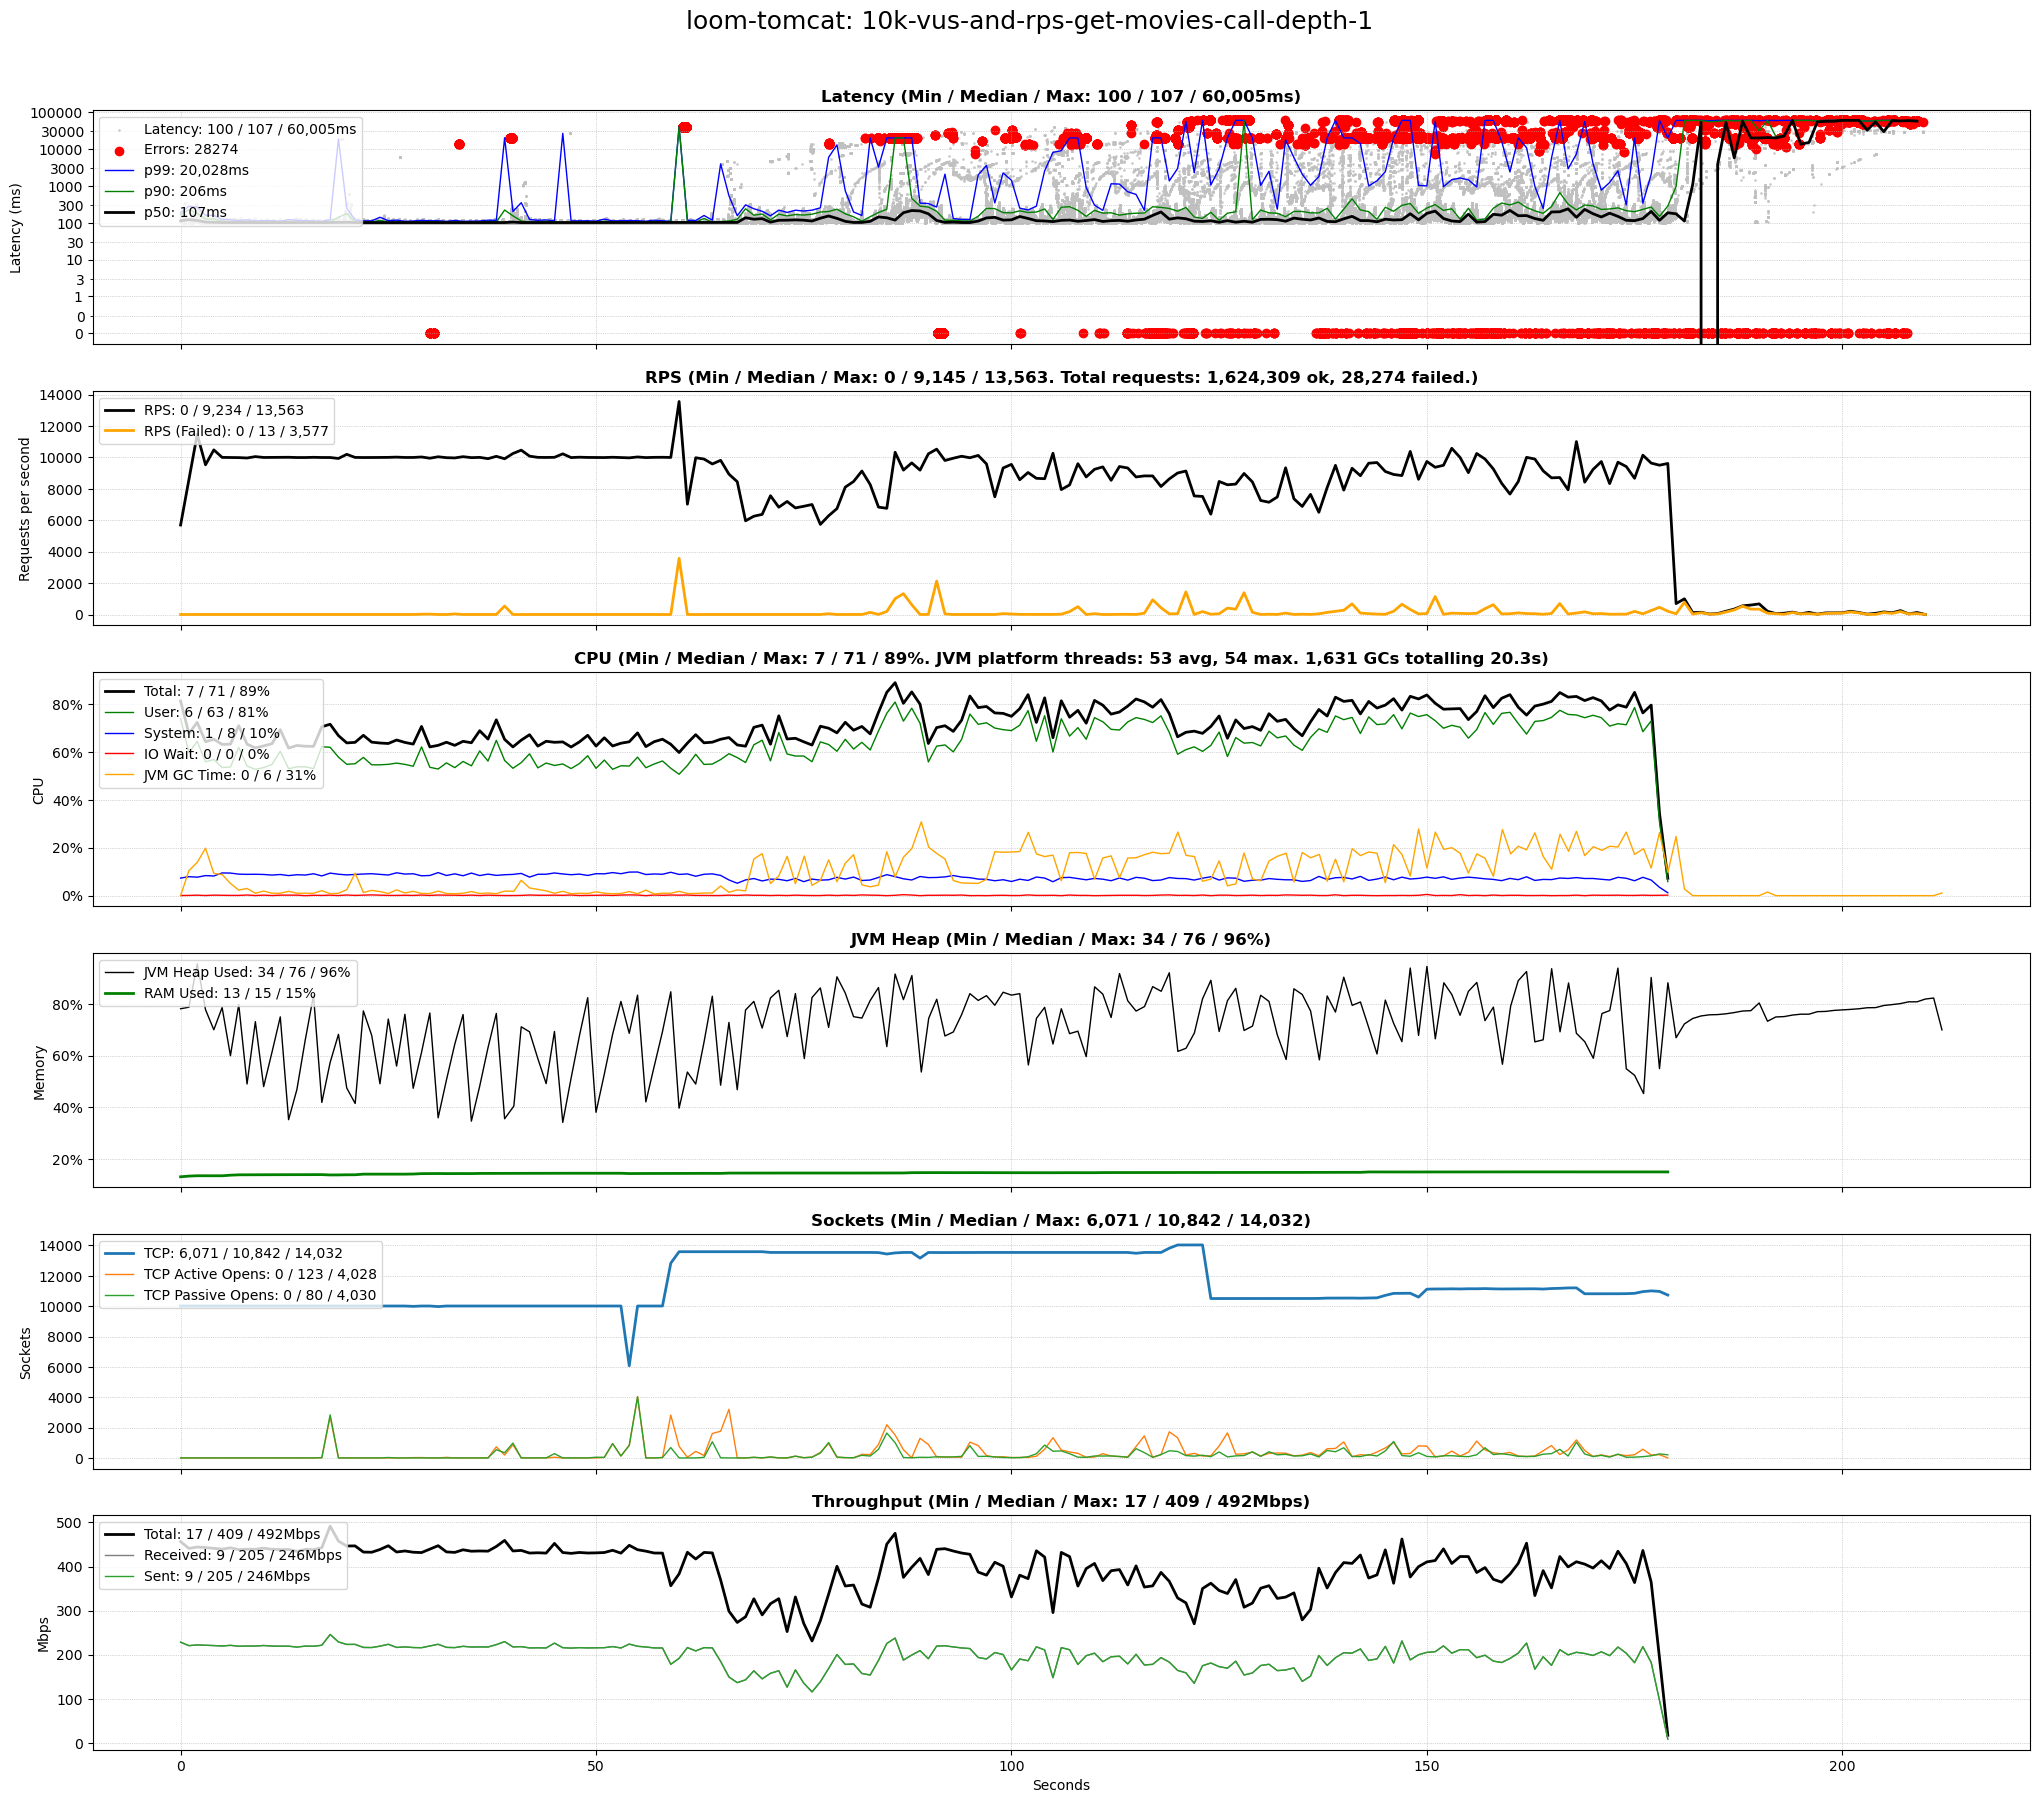 loom-tomcat: 10k-vus-and-rps-get-movies-call-depth-1
Latency (Min / Median / Max: 100 / 107 / 60,005ms)
Latency (ms)
100000
30000
10000
3000
1000
300
100
30
10
3
1
0
0
Latency: 100 / 107 / 60,005ms
Errors: 28274
p99: 20,028ms
p90: 206ms
p50: 107ms
RPS (Min / Median / Max: 0 / 9,145 / 13,563. Total requests: 1,624,309 ok, 28,274 failed.)
Requests per second
14000
12000
10000
8000
6000
4000
2000
0
RPS: 0 / 9,234 / 13,563
RPS (Failed): 0 / 13 / 3,577
CPU (Min / Median / Max: 7 / 71 / 89%. JVM platform threads: 53 avg, 54 max. 1,631 GCs totalling 20.3s)
CPU
80%
60%
40%
20%
0%
Total: 7 / 71 / 89%
User: 6 / 63 / 81%
System: 1 / 8 / 10%
IO Wait: 0 / 0 / 0%
JVM GC Time: 0 / 6 / 31%
JVM Heap (Min / Median / Max: 34 / 76 / 96%)
Memory
80%
60%
40%
20%
JVM Heap Used: 34 / 76 / 96%
RAM Used: 13 / 15 / 15%
Sockets (Min / Median / Max: 6,071 / 10,842 / 14,032)
Sockets
14000
12000
10000
8000
6000
4000
2000
0
TCP: 6,071 / 10,842 / 14,032
TCP Active Opens: 0 / 123 / 4,028
TCP Passive Opens: 0 / 80 / 4,030
Throughput (Min / Median / Max: 17 / 409 / 492Mbps)
Mbps
500
400
300
200
100
0
Total: 17 / 409 / 492Mbps
Received: 9 / 205 / 246Mbps
Sent: 9 / 205 / 246Mbps
0
50
100
150
200
Seconds